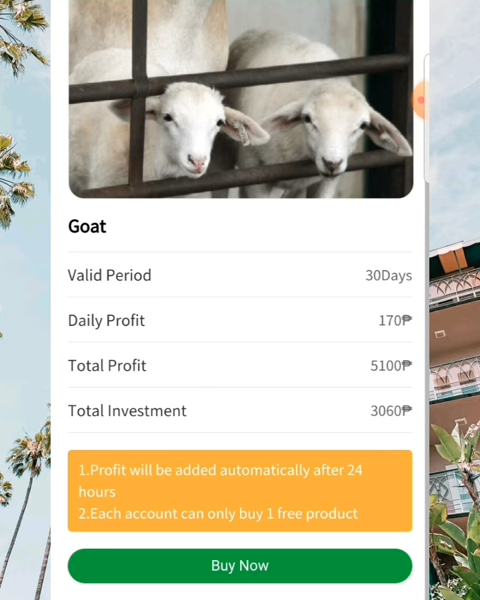 Goat
Valid Period 30Days
Daily Profit 170₱
Total Profit 5100₱
Total Investment 3060₱
1.Profit will be added automatically after 24
hours
2.Each account can only buy 1 free product
Buy Now